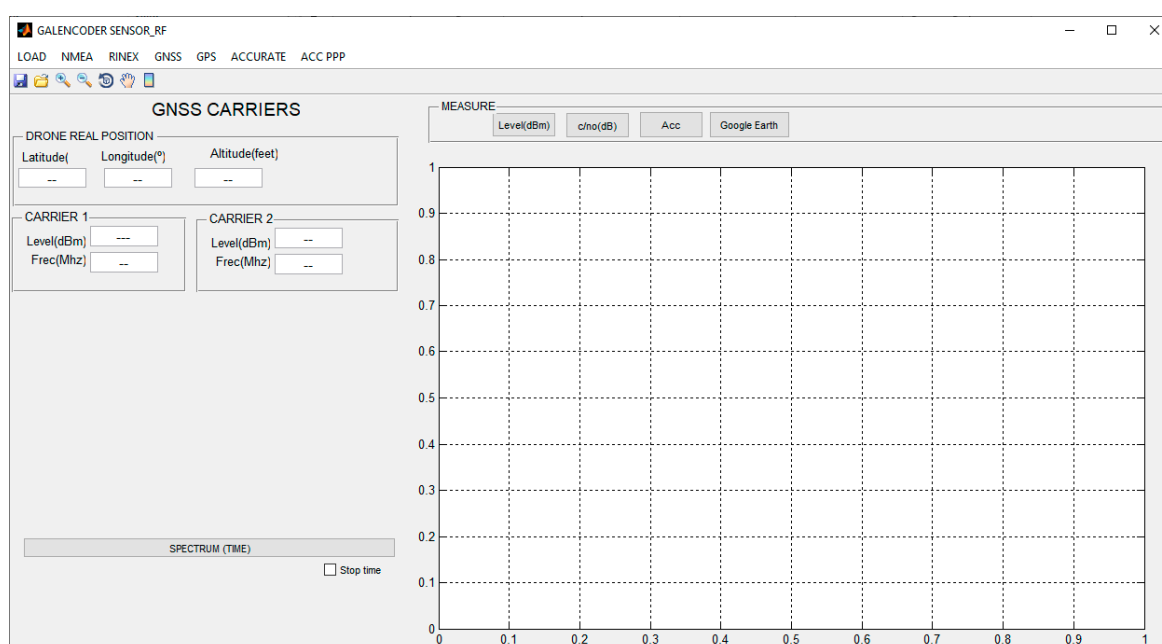 GALENCODER SENSOR_RF
LOAD NMEA RINEX GNSS GPS ACCURATE ACC PPP
GNSS CARRIERS
DRONE REAL POSITION
Latitude( Longitude(º) Altitude(feet)
-- -- --
CARRIER 1
Level(dBm) ---
Frec(Mhz) --
CARRIER 2
Level(dBm) --
Frec(Mhz) --
SPECTRUM (TIME)
Stop time
MEASURE
Level(dBm) c/no(dB) Acc Google Earth
1
0.9
0.8
0.7
0.6
0.5
0.4
0.3
0.2
0.1
0
0 0.1 0.2 0.3 0.4 0.5 0.6 0.7 0.8 0.9 1